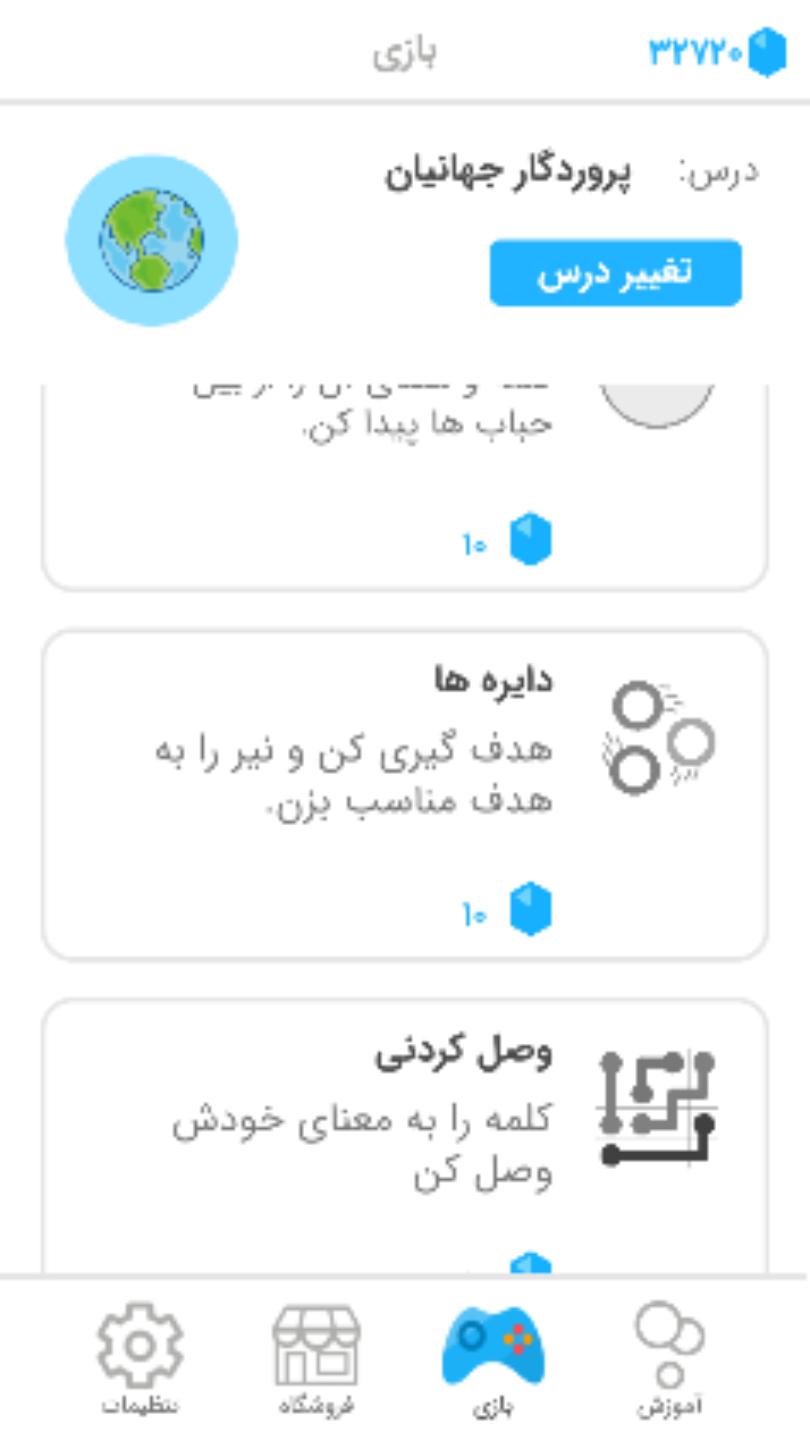 ۳۲۷۲۰
بازی
درس: پروردگار جهانیان
تغییر درس
حباب ها پیدا کن.
۱۰
دایره ها
هدف گیری کن و تیر را به
هدف مناسب بزن.
۱۰
وصل کردنی
کلمه را به معنای خودش
وصل کن
آموزش
بازی
فروشگاه
تنظیمات